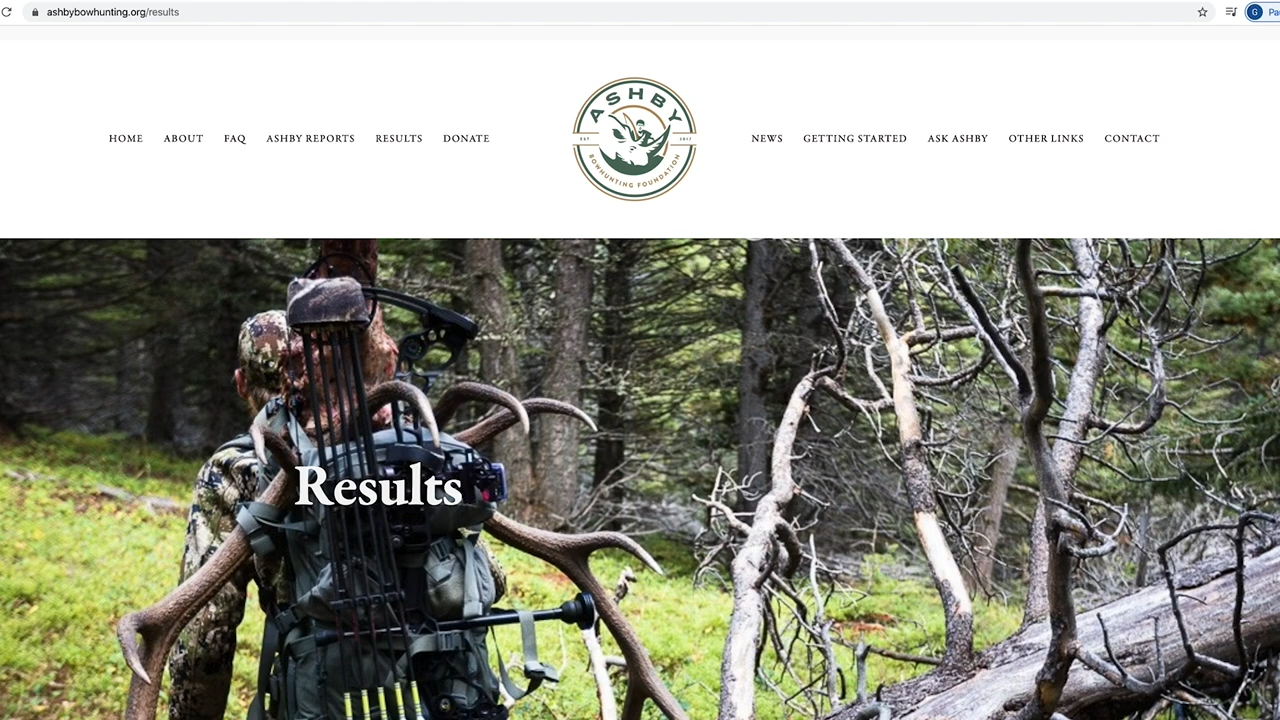 ashbybowhunting.org/results
G Pau
HOME ABOUT FAQ ASHBY REPORTS RESULTS DONATE
ASHBY
EST 2017
BOWHUNTING FOUNDATION
NEWS GETTING STARTED ASK ASHBY OTHER LINKS CONTACT
Results